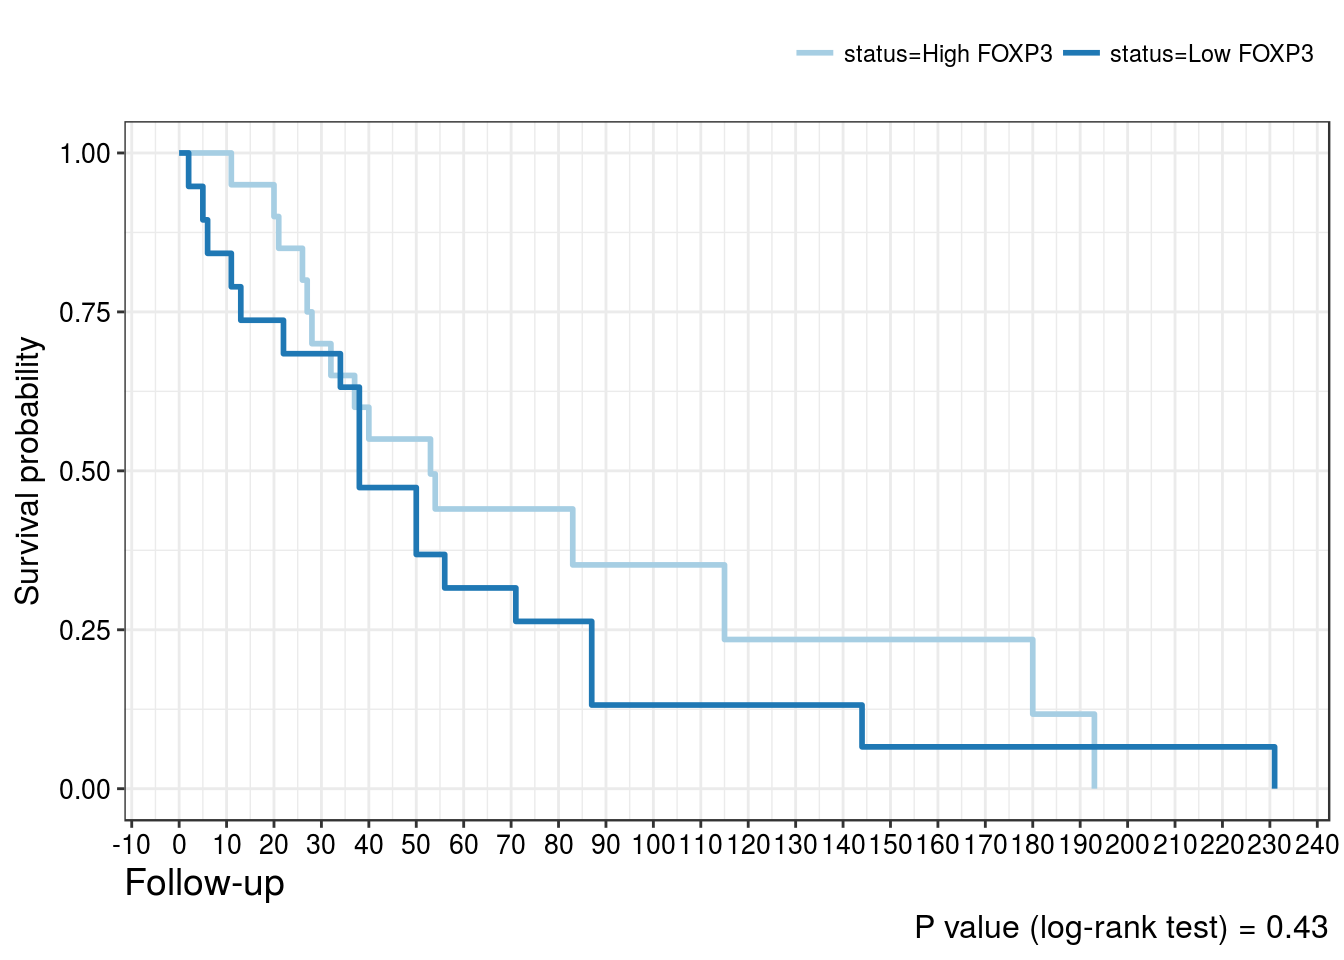 status=High FOXP3 status=Low FOXP3
Survival probability
1.00
0.75
0.50
0.25
0.00
-10 0 10 20 30 40 50 60 70 80 90 100 110 120 130 140 150 160 170 180 190 200 210 220 230 240
Follow-up
P value (log-rank test) = 0.43